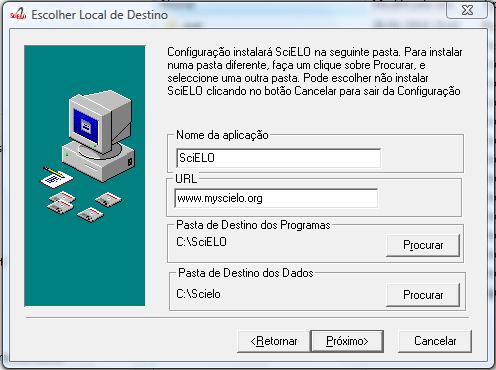 SciELO Escolher Local de Destino
Configuração instalará SciELO na seguinte pasta. Para instalar
numa pasta diferente, faça um clique sobre Procurar, e
seleccione uma outra pasta. Pode escolher não instalar
SciELO clicando no botão Cancelar para sair da Configuração
Nome da aplicação
SciELO
URL
www.myscielo.org
Pasta de Destino dos Programas
C:\SciELO
Procurar
Pasta de Destino dos Dados
C:\Scielo
Procurar
<Retornar
Próximo>
Cancelar